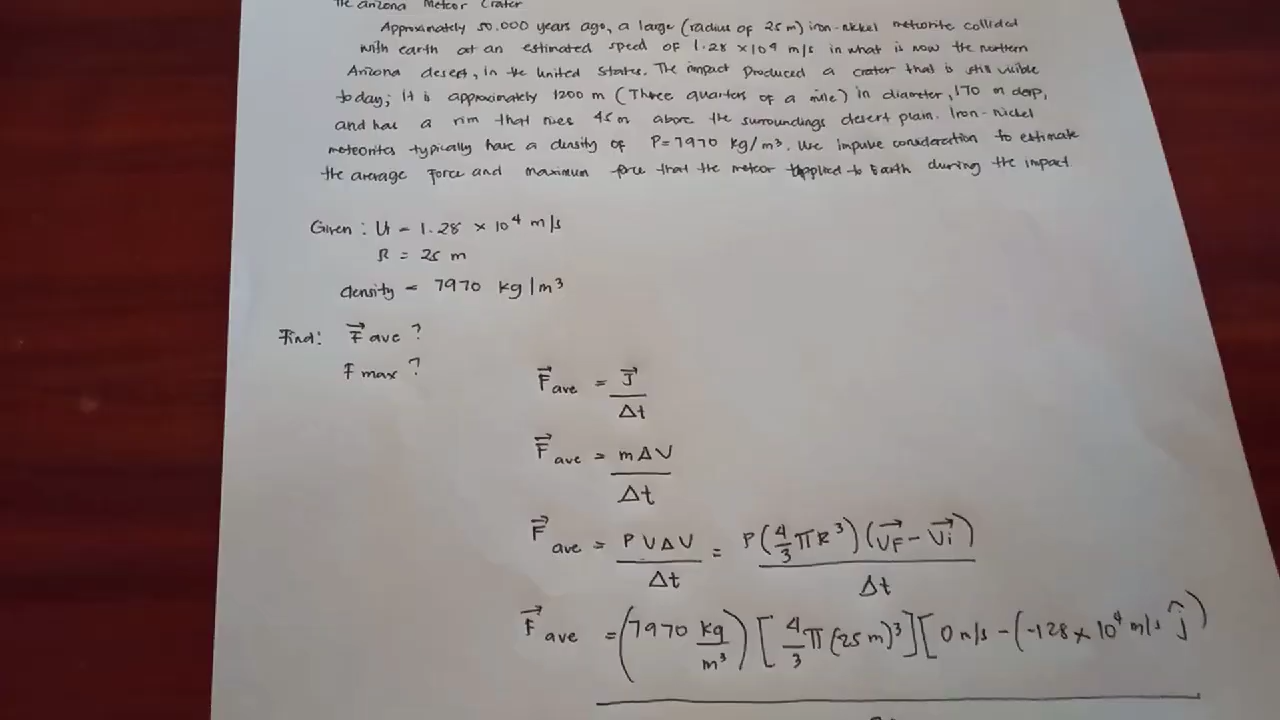 The arizona Meteor Crater
Approximately 50.000 years ago, a large (radius of 25 m) iron-nickel meteorite collided
with earth at an estimated speed of 1.28 ×10⁴ m/s in what is now the northern
Arizona desert, in the United States. The impact produced a crater that is still visible
today; It is approximately 1200 m (Three quarters of a mile) in diameter, 170 m deep,
and has a rim that rises 45 m above the surroundings desert plain. Iron-nickel
meteorites typically have a density of P=7970 kg/m³. Use impulse consideration to estimate
the average Force and maximum force that the meteor applied to Earth during the impact
Given: U = 1.28 × 10⁴ m/s
R = 25 m
density = 7970 kg/m³
Find: F⃗ ave ?
F max ?
F⃗ ave = J⃗ / Δt
F⃗ ave = mΔV / Δt
F⃗ ave = PVΔV / Δt = P(4/3 πR³)(V⃗F - V⃗i) / Δt
F⃗ ave = (7970 kg/m³) [4/3 π (25 m)³] [0 m/s - (-1.28 × 10⁴ m/s ĵ)